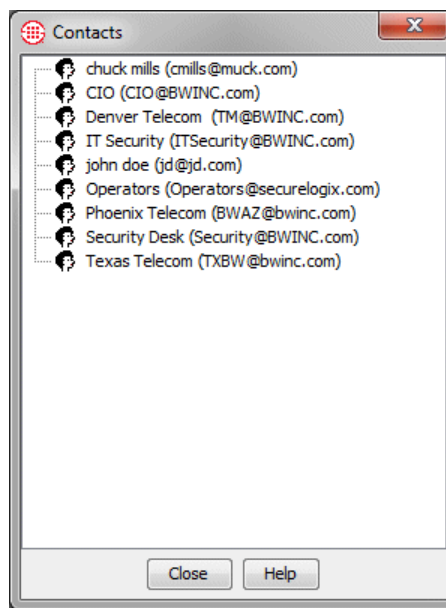 Contacts
chuck mills (cmills@muck.com)
CIO (CIO@BWINC.com)
Denver Telecom  (TM@BWINC.com)
IT Security (ITSecurity@BWINC.com)
john doe (jd@jd.com)
Operators (Operators@securelogix.com)
Phoenix Telecom (BWAZ@bwinc.com)
Security Desk (Security@BWINC.com)
Texas Telecom (TXBW@bwinc.com)
Close Help